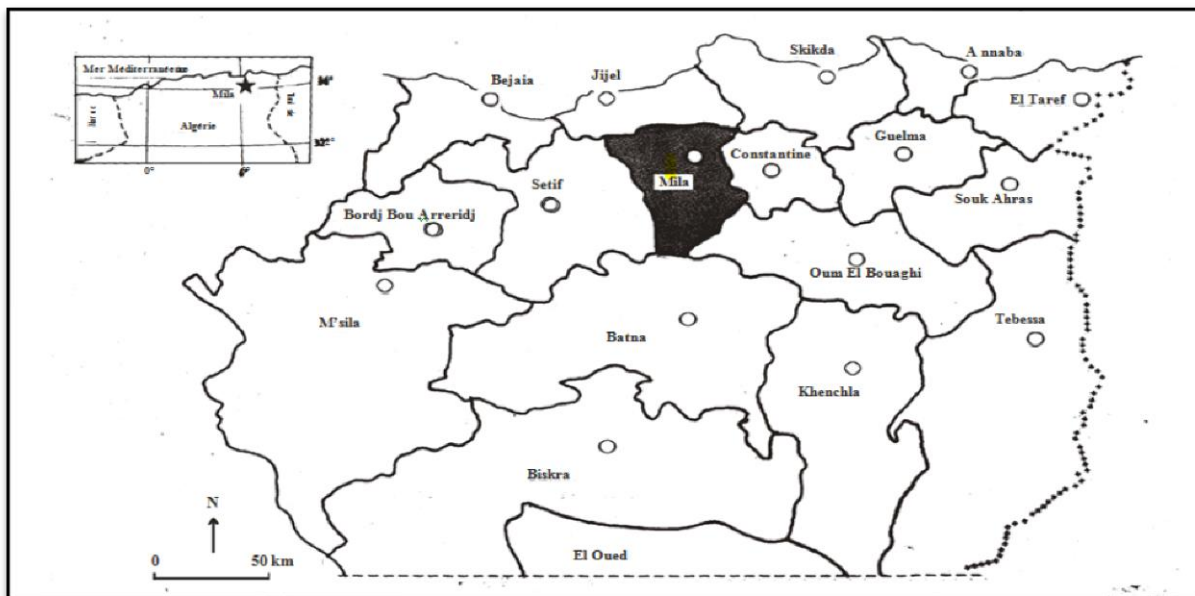 Skikda
Annaba
Mer Méditerranéenne
Bejaia
Jijel
Mila
El Taref
Algérie
Guelma
Constantine
0°
6°
Setif
Mila
Souk Ahras
Bordj Bou Arreridj
Oum El Bouaghi
M'sila
Tebessa
Batna
Khenchla
Biskra
N
0 50 km
El Oued